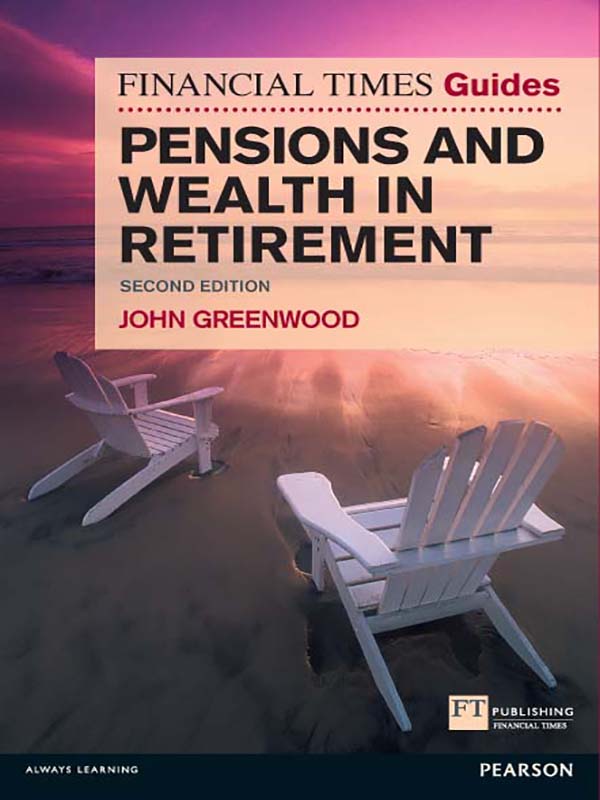 FINANCIAL TIMES Guides
PENSIONS AND
WEALTH IN
RETIREMENT
SECOND EDITION
JOHN GREENWOOD
FT PUBLISHING
FINANCIAL TIMES
ALWAYS LEARNING
PEARSON